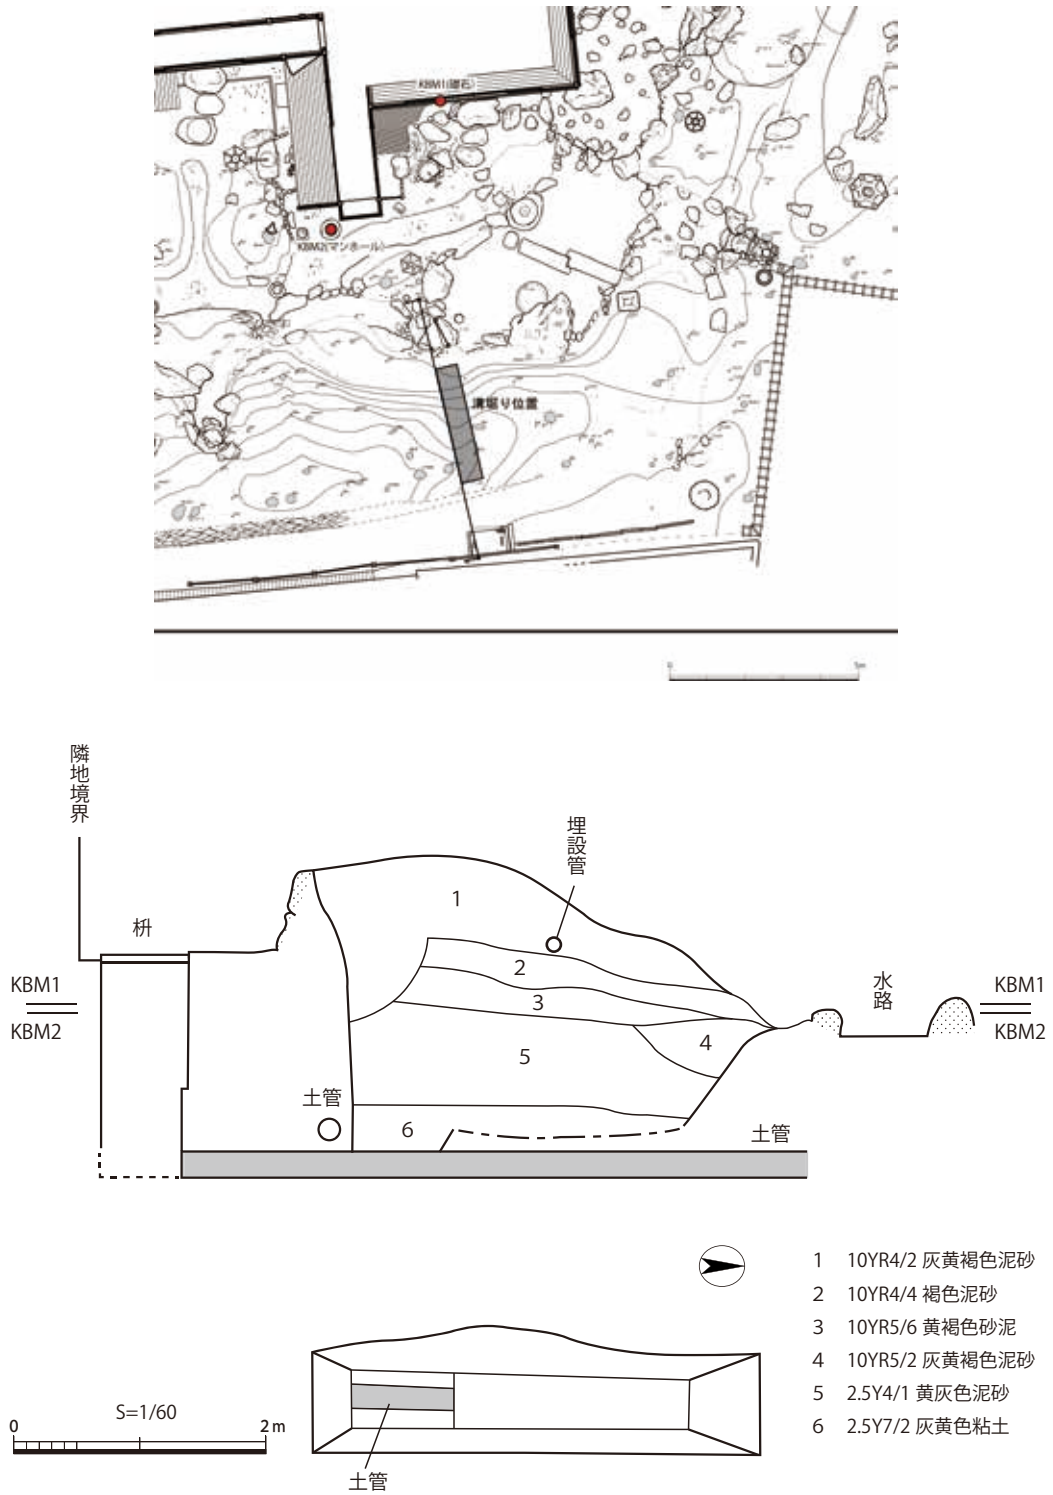 KBM1(礎石)
KBM2(マンホール)
溝堀り位置
0 5m
隣地境界
埋設管
枡
1
2
3
4
5
6
水路
KBM1
KBM2
KBM1
KBM2
土管
土管
1 10YR4/2 灰黄褐色泥砂
2 10YR4/4 褐色泥砂
3 10YR5/6 黄褐色砂泥
4 10YR5/2 灰黄褐色泥砂
5 2.5Y4/1 黄灰色泥砂
6 2.5Y7/2 灰黄色粘土
S=1/60
0 2m
土管